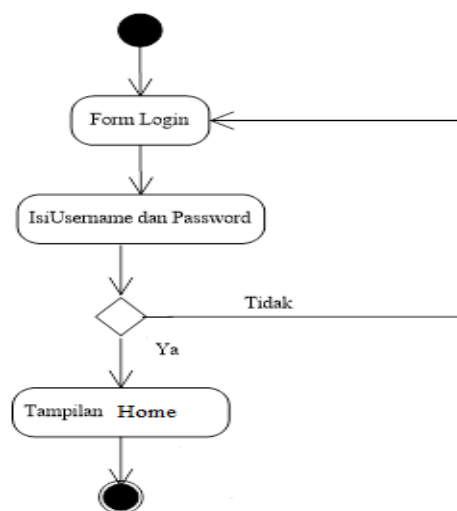 Form Login
IsiUsername dan Password
Tidak
Ya
Tampilan Home